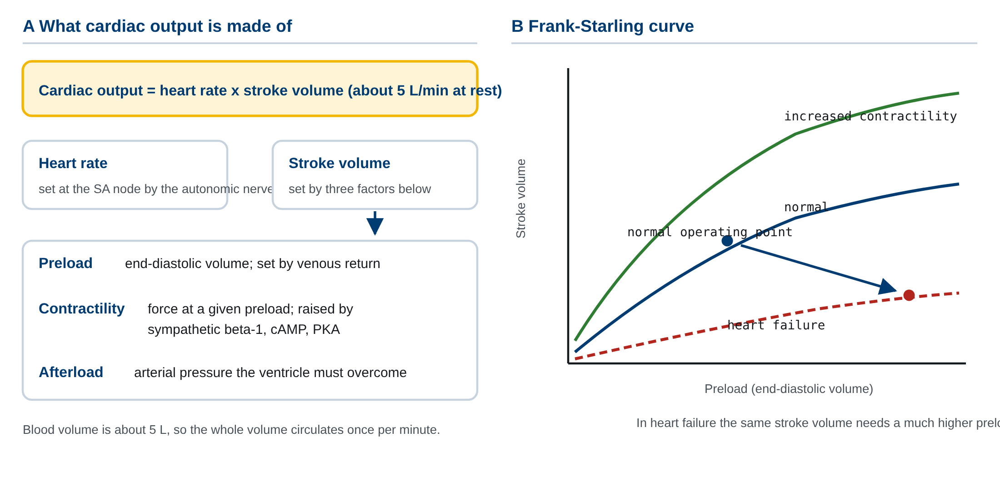 A What cardiac output is made of
Cardiac output = heart rate x stroke volume (about 5 L/min at rest)
Heart rate
set at the SA node by the autonomic nerve
Stroke volume
set by three factors below
Preload end-diastolic volume; set by venous return
Contractility force at a given preload; raised by
sympathetic beta-1, cAMP, PKA
Afterload arterial pressure the ventricle must overcome
Blood volume is about 5 L, so the whole volume circulates once per minute.
B Frank-Starling curve
Stroke volume
increased contractility
normal
normal operating point
heart failure
Preload (end-diastolic volume)
In heart failure the same stroke volume needs a much higher